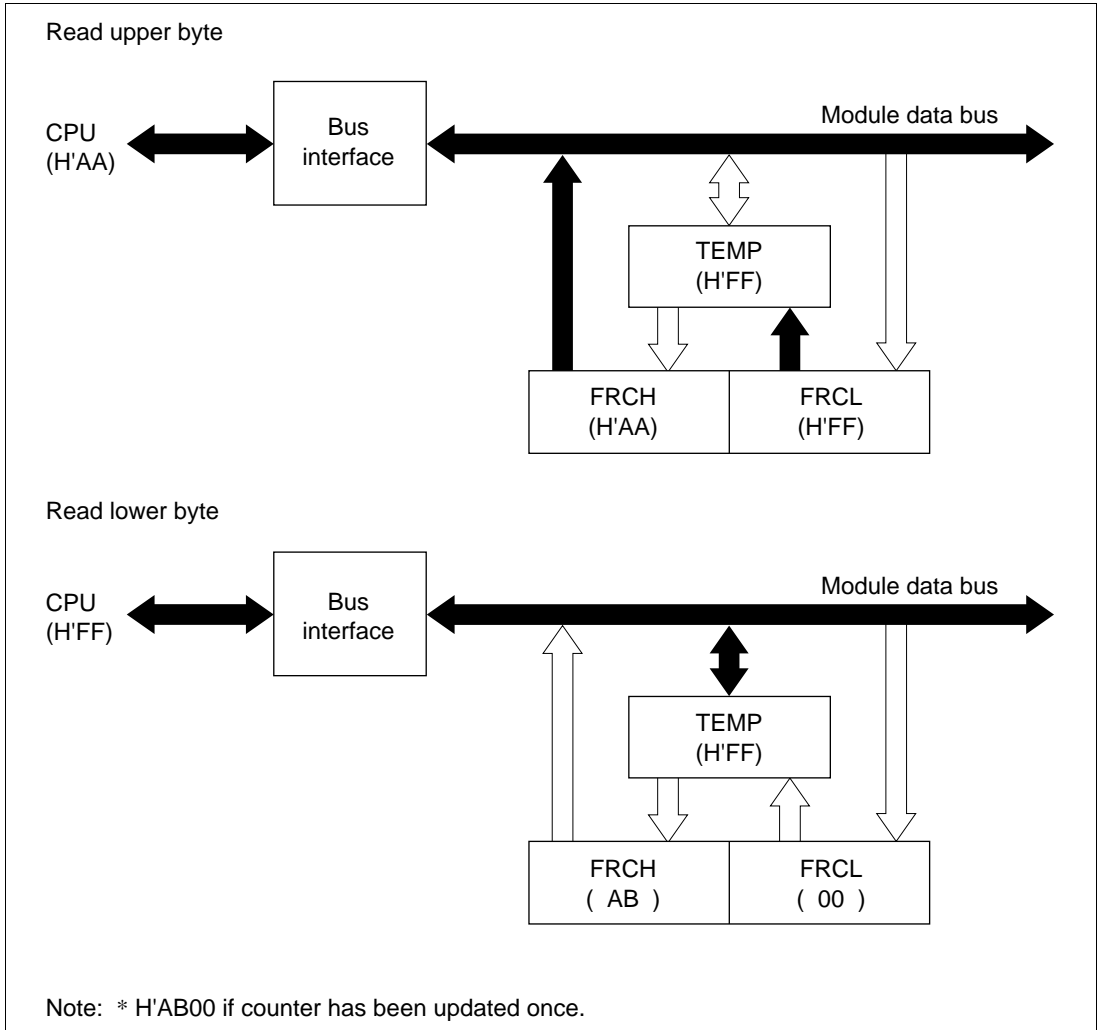 Read upper byte
CPU
(H'AA)
Bus
interface
Module data bus
TEMP
(H'FF)
FRCH
(H'AA)
FRCL
(H'FF)
Read lower byte
CPU
(H'FF)
Bus
interface
Module data bus
TEMP
(H'FF)
FRCH
( AB )
FRCL
( 00 )
Note: * H'AB00 if counter has been updated once.